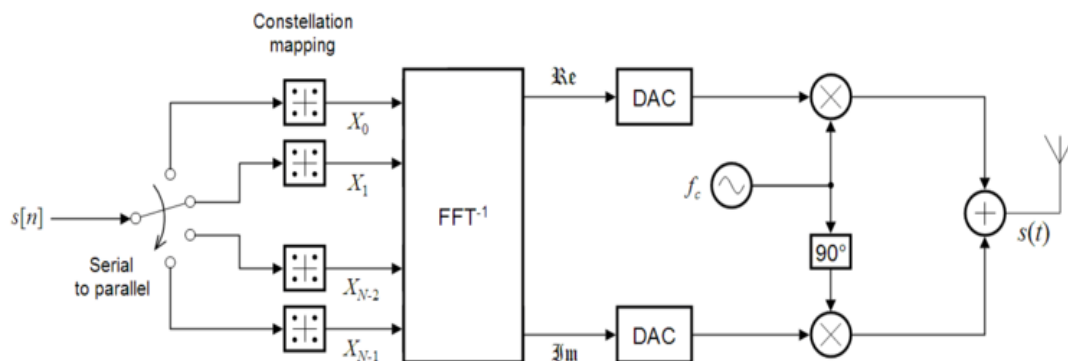 Constellation
mapping
ℜe
DAC
X0
X1
s[n]
FFT-1
fc
s(t)
90°
Serial
to parallel
XN-2
XN-1
ℑm
DAC